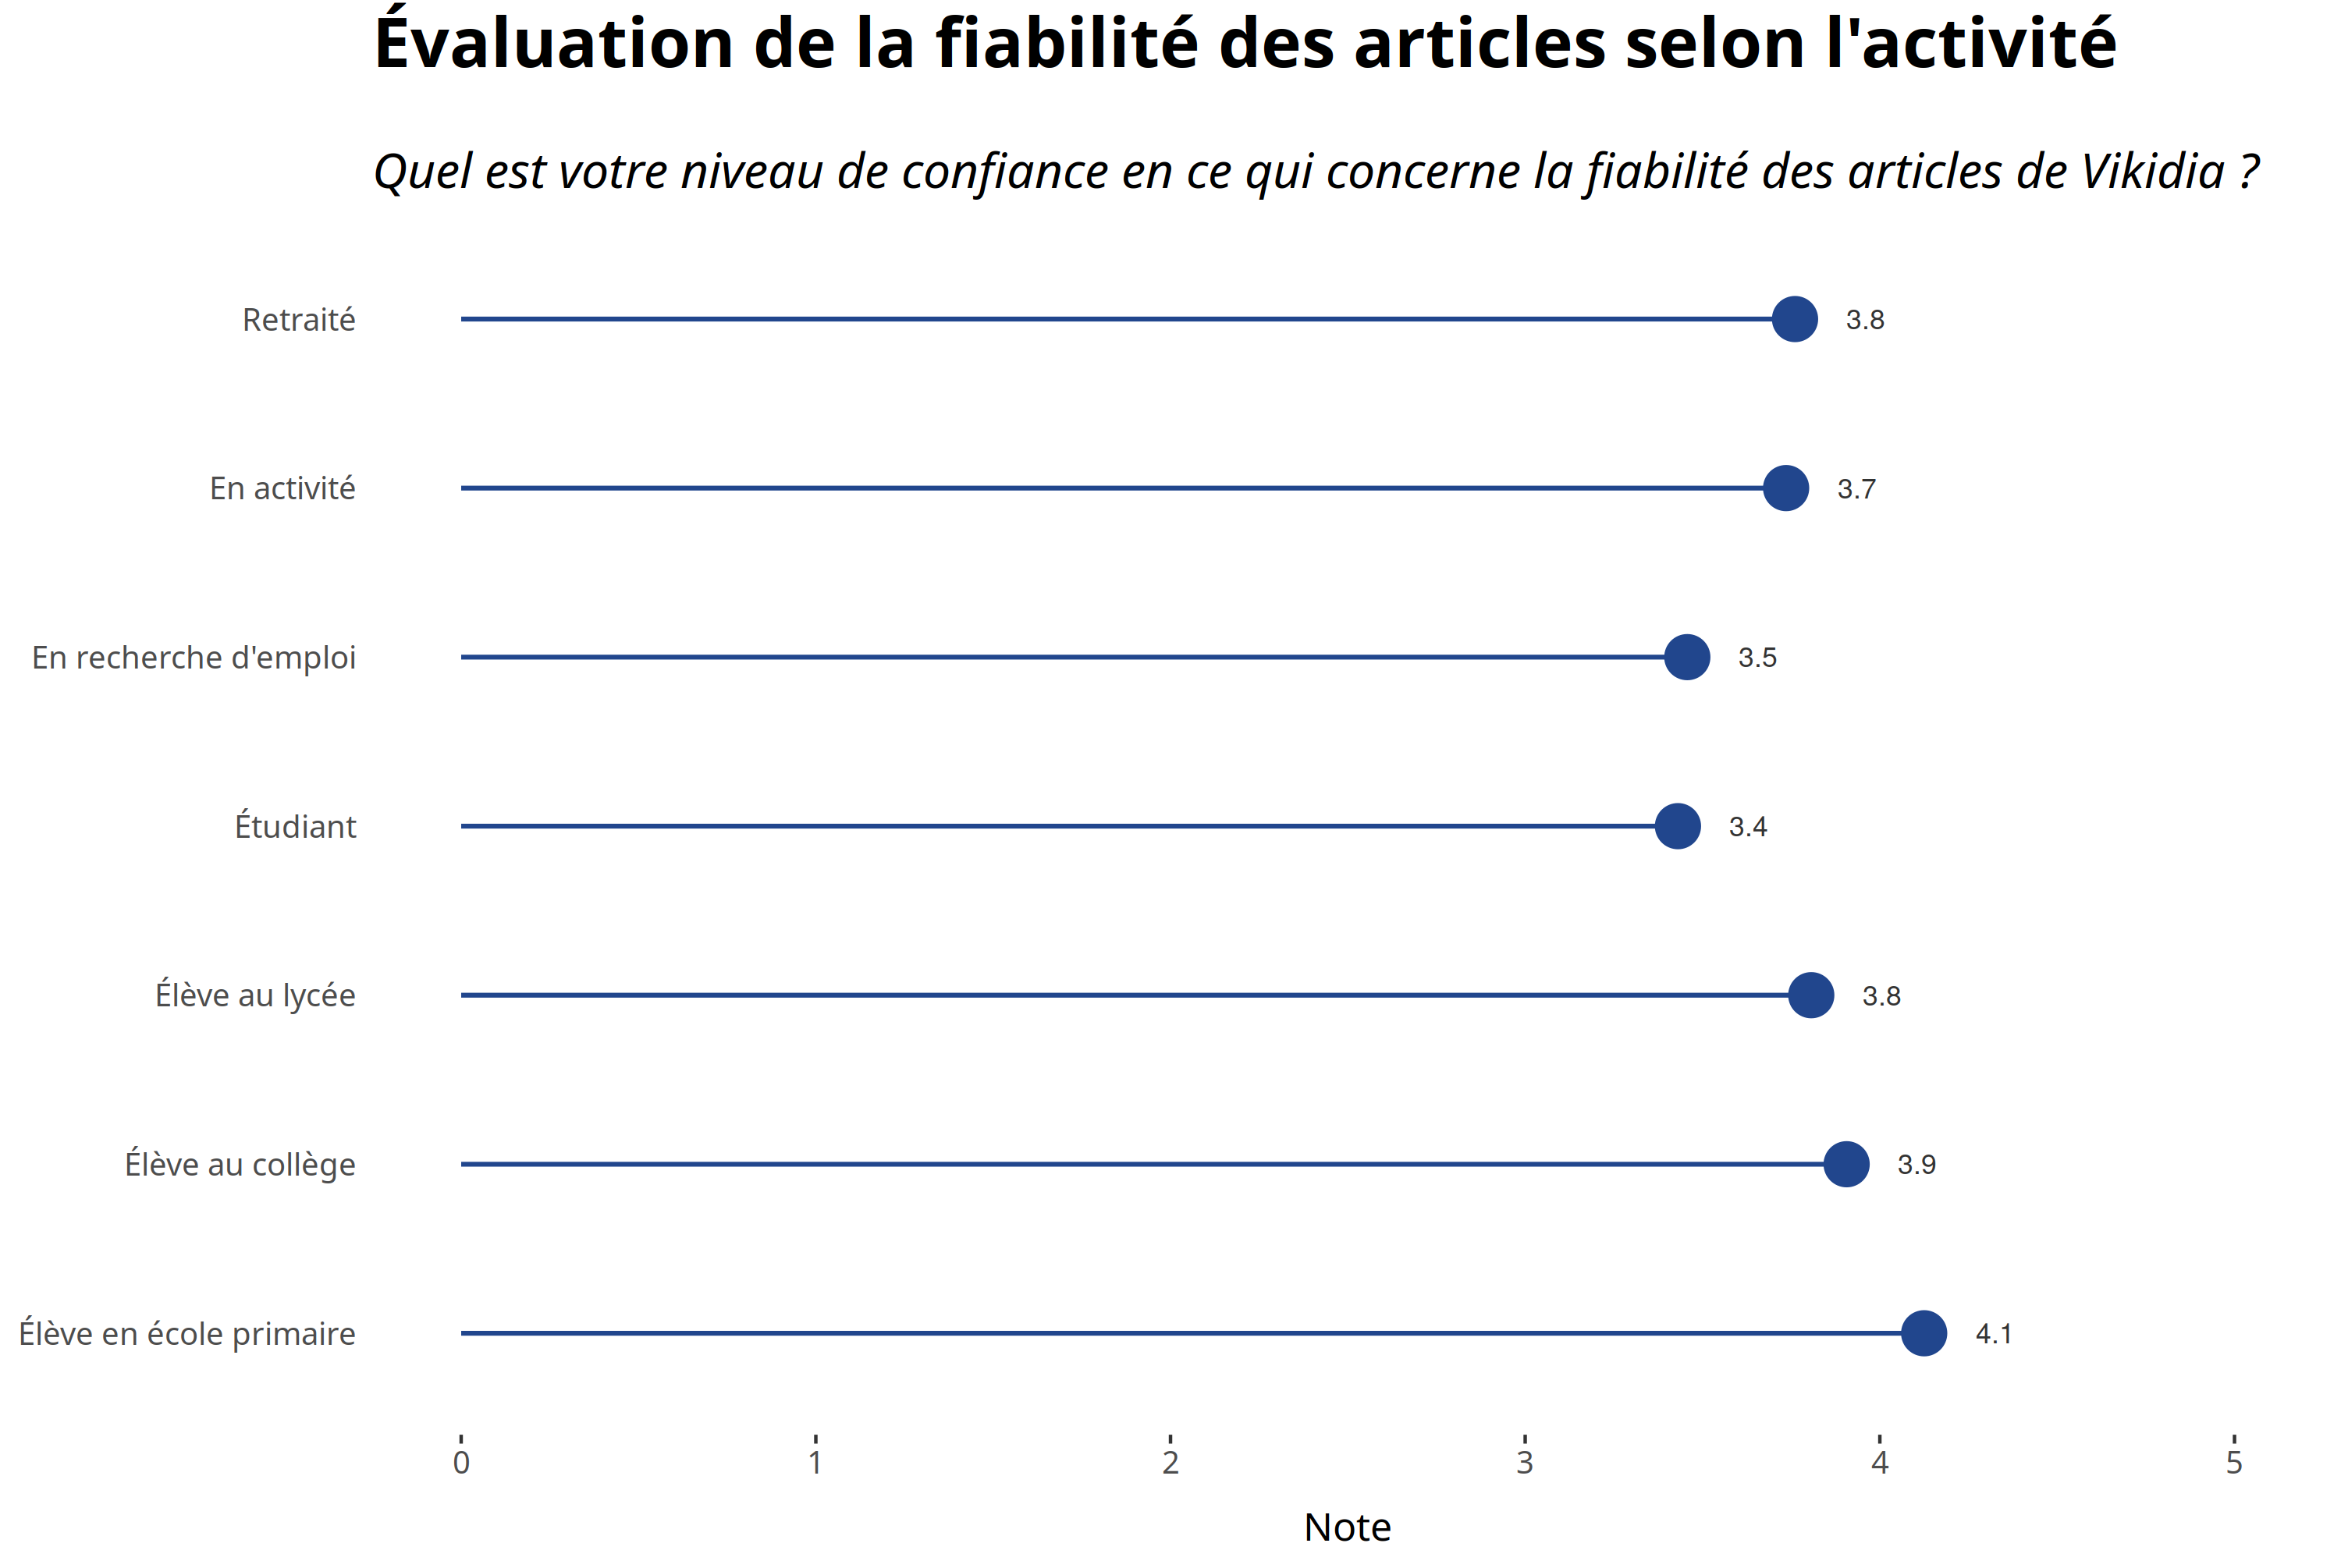 Évaluation de la fiabilité des articles selon l'activité
Quel est votre niveau de confiance en ce qui concerne la fiabilité des articles de Vikidia ?
Retraité 3.8
En activité 3.7
En recherche d'emploi 3.5
Étudiant 3.4
Élève au lycée 3.8
Élève au collège 3.9
Élève en école primaire 4.1
0 1 2 3 4 5
Note